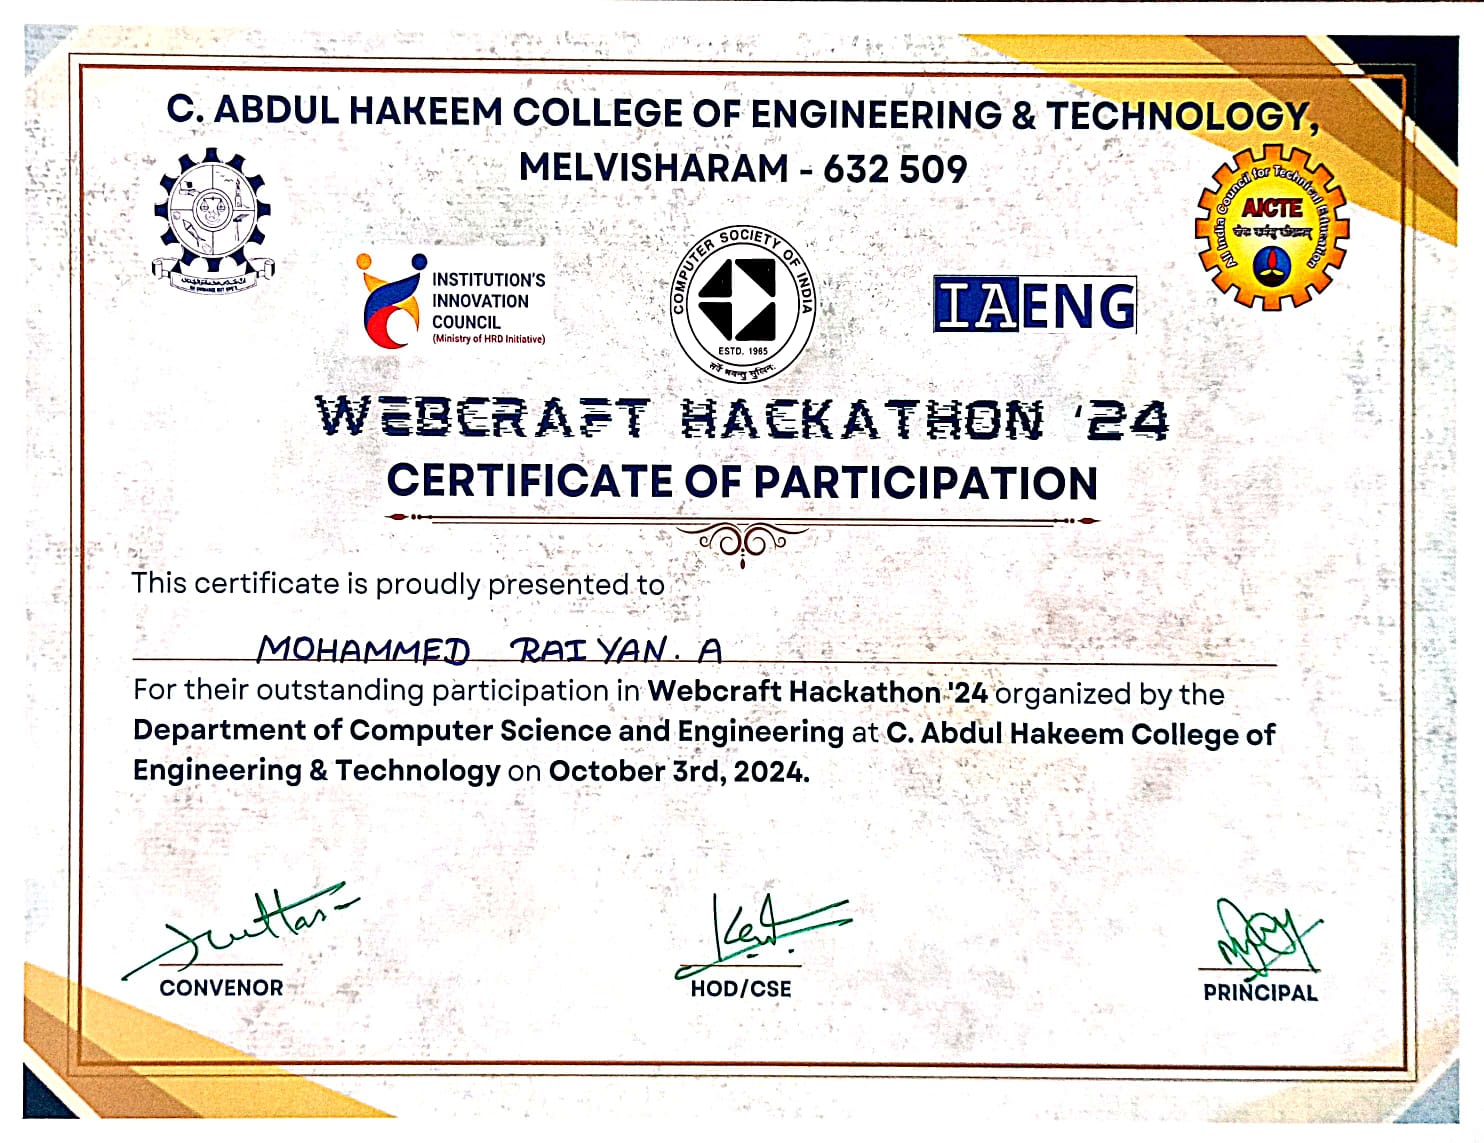 C. ABDUL HAKEEM COLLEGE OF ENGINEERING & TECHNOLOGY,
MELVISHARAM - 632 509
All India Council for Technical Education
AICTE
INSTITUTION'S
INNOVATION
COUNCIL
(Ministry of HRD Initiative)
COMPUTER SOCIETY OF INDIA
ESTD. 1965
IAENG
WEBCRAFT HACKATHON '24
CERTIFICATE OF PARTICIPATION
This certificate is proudly presented to
MOHAMMED RAIYAN. A
For their outstanding participation in Webcraft Hackathon '24 organized by the
Department of Computer Science and Engineering at C. Abdul Hakeem College of
Engineering & Technology on October 3rd, 2024.
CONVENOR
HOD/CSE
PRINCIPAL